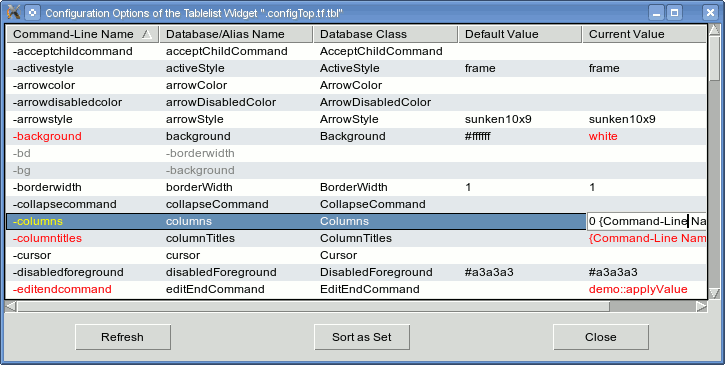 Configuration Options of the Tablelist Widget ".configTop.tf.tbl"
Command-Line Name Database/Alias Name Database Class Default Value Current Value
-acceptchildcommand acceptChildCommand AcceptChildCommand
-activestyle activeStyle ActiveStyle frame frame
-arrowcolor arrowColor ArrowColor
-arrowdisabledcolor arrowDisabledColor ArrowDisabledColor
-arrowstyle arrowStyle ArrowStyle sunken10x9 sunken10x9
-background background Background #ffffff white
-bd -borderwidth
-bg -background
-borderwidth borderWidth BorderWidth 1 1
-collapsecommand collapseCommand CollapseCommand
-columns columns Columns 0 {Command-Line Na
-columntitles columnTitles ColumnTitles {Command-Line Nam
-cursor cursor Cursor
-disabledforeground disabledForeground DisabledForeground #a3a3a3 #a3a3a3
-editendcommand editEndCommand EditEndCommand demo::applyValue
Refresh Sort as Set Close